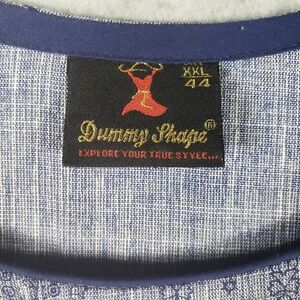 XXL
44
Dummy Shape®
EXPLORE YOUR TRUE STYLE...